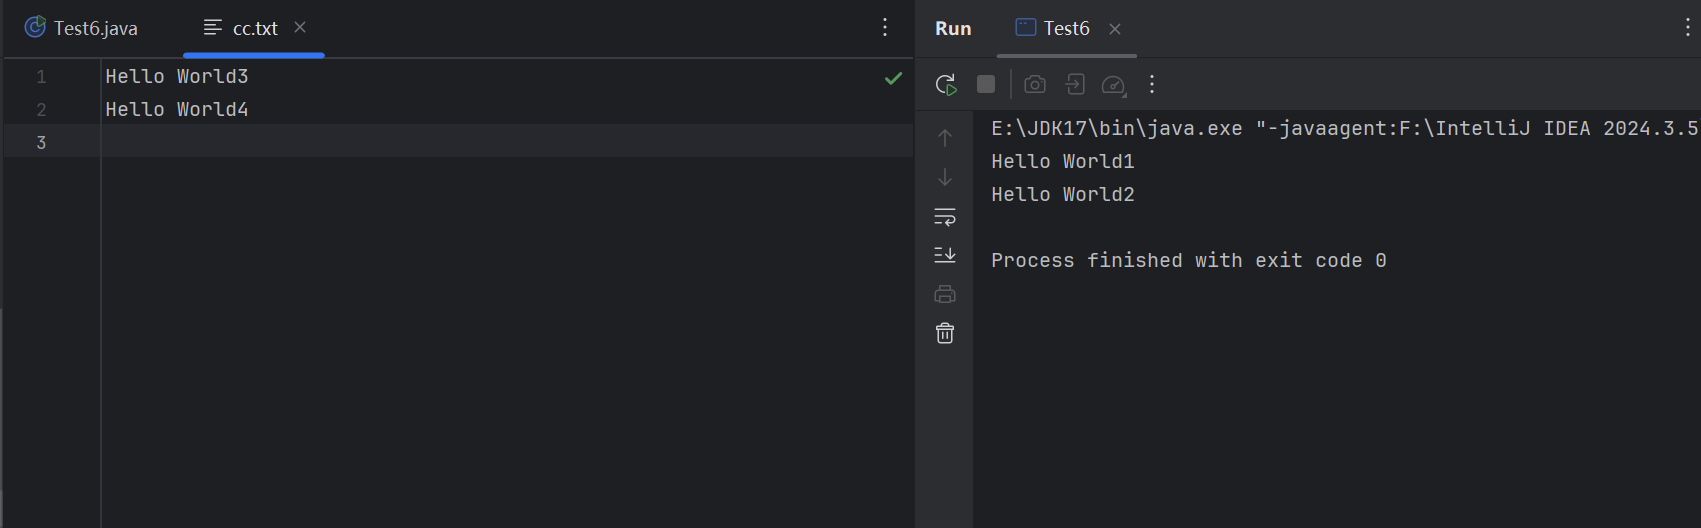 Test6.java
cc.txt
1 Hello World3
2 Hello World4
3
Run Test6
E:\JDK17\bin\java.exe "-javaagent:F:\IntelliJ IDEA 2024.3.5
Hello World1
Hello World2
Process finished with exit code 0